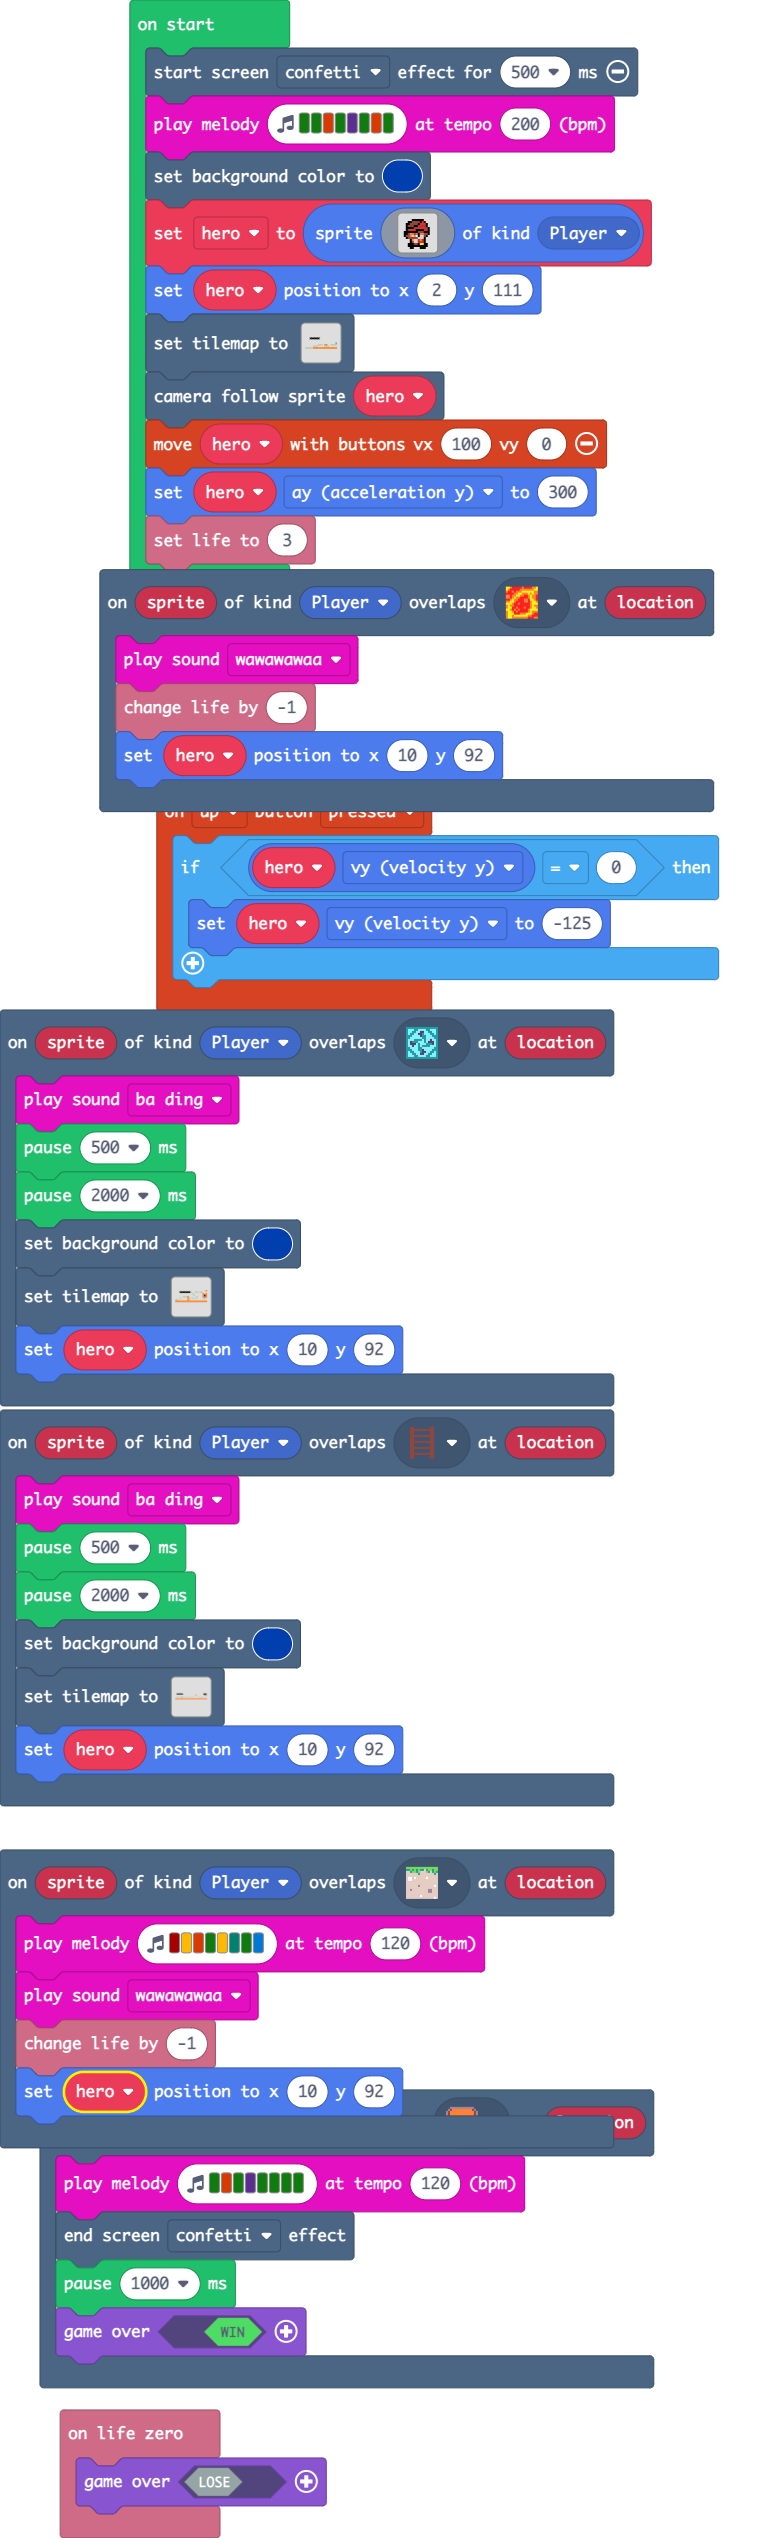 on start
start screen confetti effect for 500 ms
play melody at tempo 200 (bpm)
set background color to
set hero to sprite of kind Player
set hero position to x 2 y 111
set tilemap to
camera follow sprite hero
move hero with buttons vx 100 vy 0
set hero ay (acceleration y) to 300
set life to 3
on sprite of kind Player overlaps at location
play sound wawawawaa
change life by -1
set hero position to x 10 y 92
on up button pressed
if hero vy (velocity y) = 0 then
set hero vy (velocity y) to -125
on sprite of kind Player overlaps at location
play sound ba ding
pause 500 ms
pause 2000 ms
set background color to
set tilemap to
set hero position to x 10 y 92
on sprite of kind Player overlaps at location
play sound ba ding
pause 500 ms
pause 2000 ms
set background color to
set tilemap to
set hero position to x 10 y 92
on sprite of kind Player overlaps at location
play melody at tempo 120 (bpm)
play sound wawawawaa
change life by -1
set hero position to x 10 y 92
on
play melody at tempo 120 (bpm)
end screen confetti effect
pause 1000 ms
game over WIN
on life zero
game over LOSE